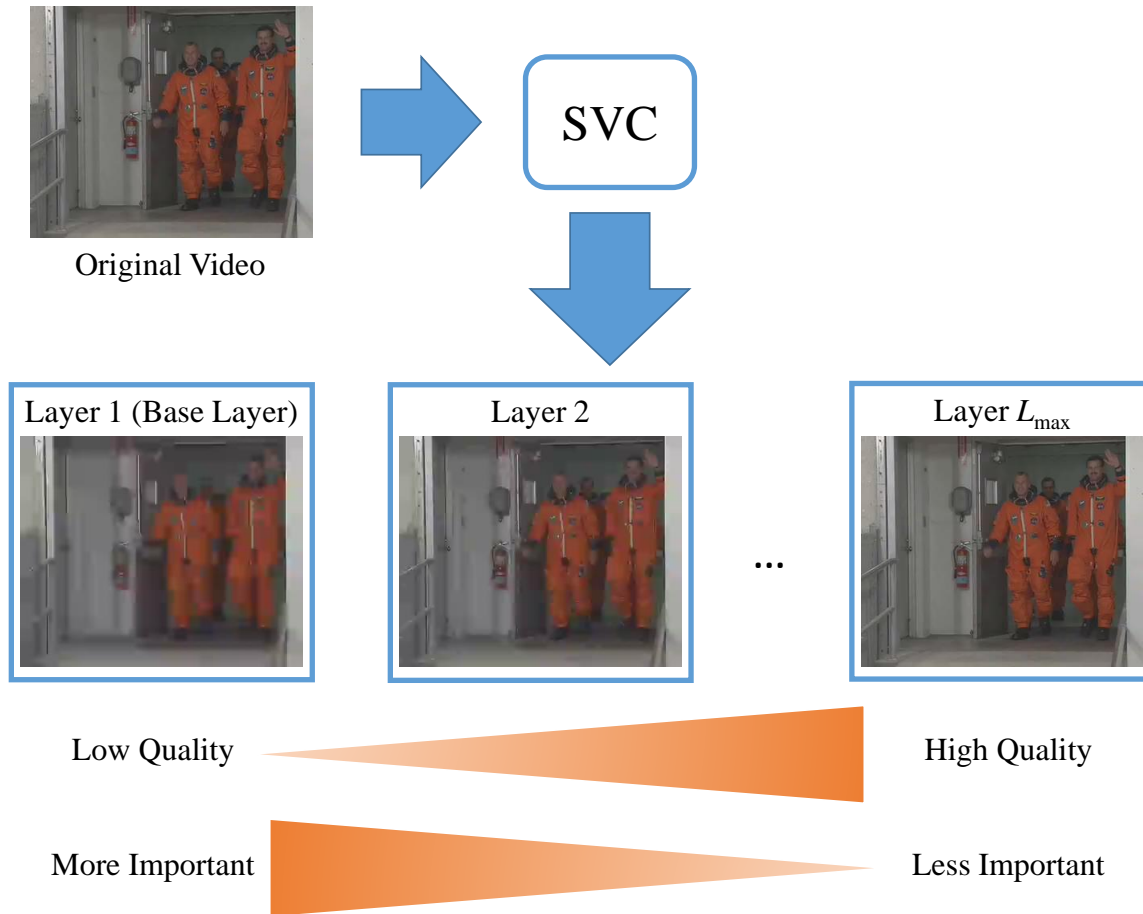 SVC
Original Video
Layer 1 (Base Layer)
Layer 2
Layer Lmax
...
Low Quality
High Quality
More Important
Less Important